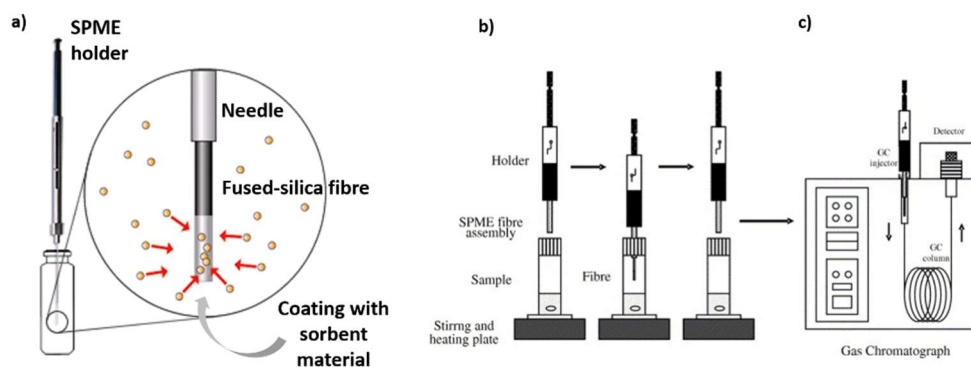 a)
SPME
holder
Needle
Fused-silica fibre
Coating with
sorbent
material
b)
Holder
SPME fibre
assembly
Sample
Fibre
Stirrng and
heating plate
c)
Detector
GC
injector
GC
column
Gas Chromatograph